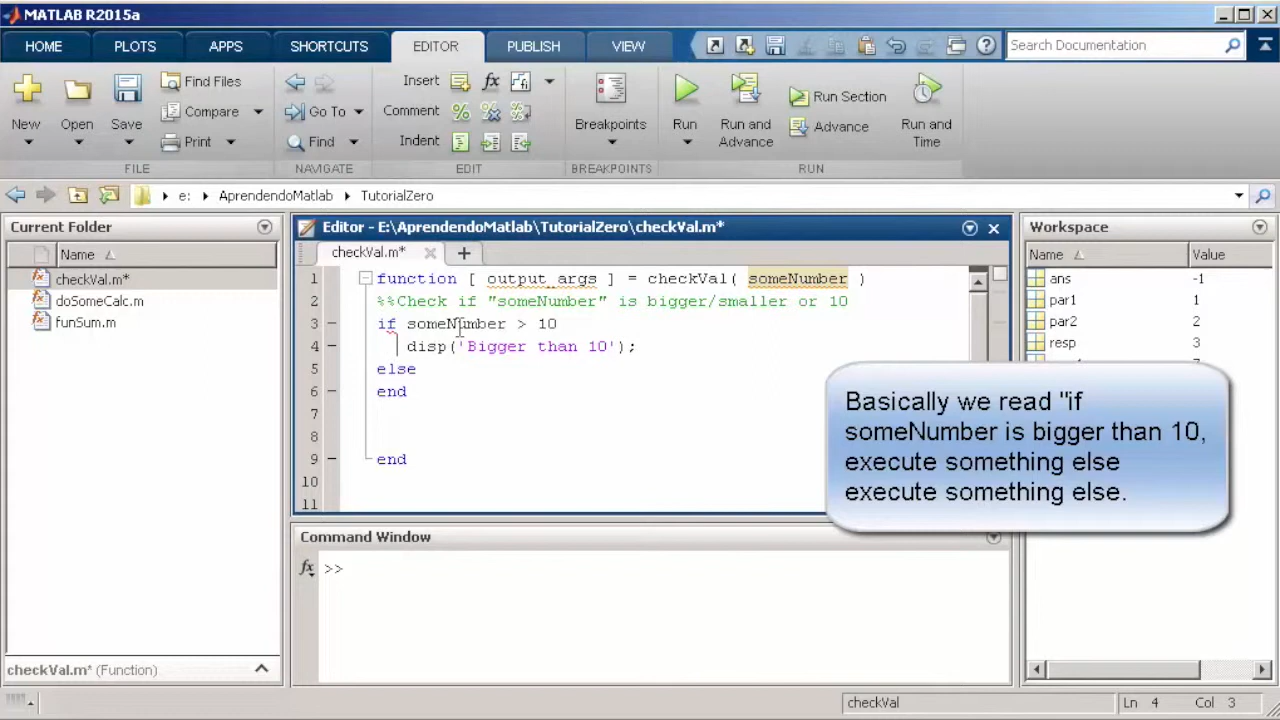 MATLAB R2015a
HOME PLOTS APPS SHORTCUTS EDITOR PUBLISH VIEW Search Documentation
New Open Save Find Files Compare Print
FILE
Go To Find
NAVIGATE
Insert fx
Comment % % %
Indent
EDIT
Breakpoints
BREAKPOINTS
Run Run and Advance Run Section Advance Run and Time
RUN
e: AprendendoMatlab TutorialZero
Current Folder
Name
checkVal.m*
doSomeCalc.m
funSum.m
checkVal.m* (Function)
Editor - E:\AprendendoMatlab\TutorialZero\checkVal.m*
checkVal.m*
1 function [ output_args ] = checkVal( someNumber )
2 %%Check if "someNumber" is bigger/smaller or 10
3 – if someNumber > 10
4 – disp('Bigger than 10');
5 else
6 – end
7
8
9 – end
10
11
Command Window
fx >>
Workspace
Name Value
ans -1
par1 1
par2 2
resp 3
Basically we read "if
someNumber is bigger than 10,
execute something else
execute something else.
checkVal Ln 4 Col 3